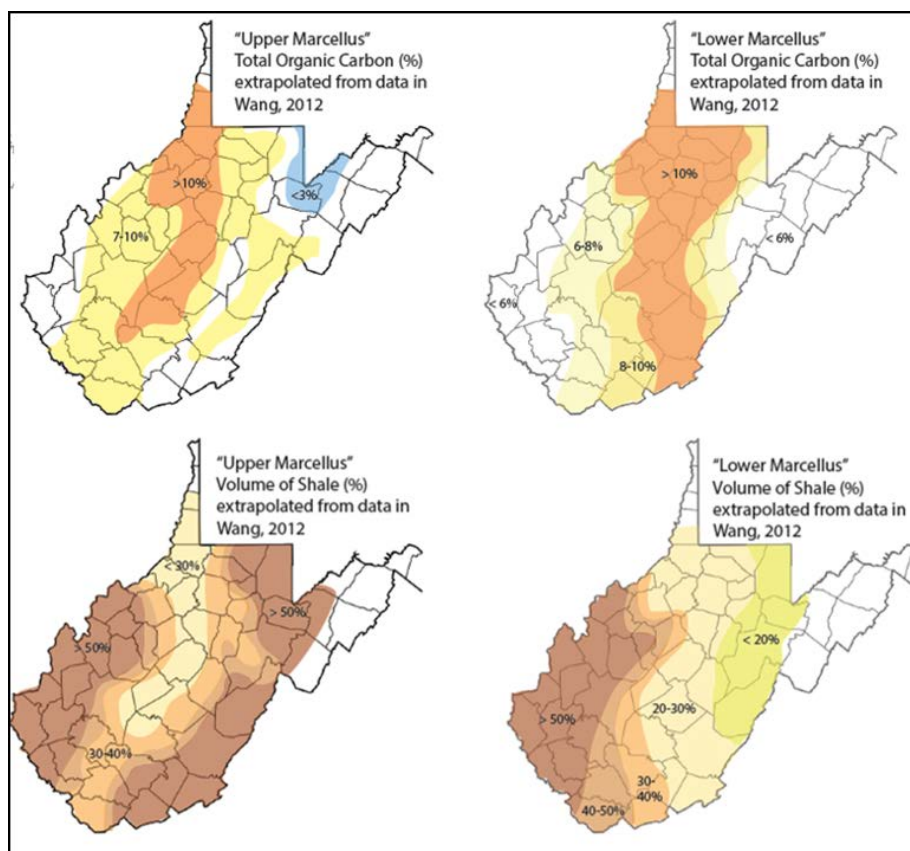 “Upper Marcellus”
Total Organic Carbon (%)
extrapolated from data in
Wang, 2012
>10%
<3%
7-10%
“Lower Marcellus”
Total Organic Carbon (%)
extrapolated from data in
Wang, 2012
> 10%
6-8%
< 6%
< 6%
8-10%
“Upper Marcellus”
Volume of Shale (%)
extrapolated from data in
Wang, 2012
< 30%
> 50%
> 50%
30-40%
“Lower Marcellus”
Volume of Shale (%)
extrapolated from data in
Wang, 2012
< 20%
> 50%
20-30%
30-
40%
40-50%